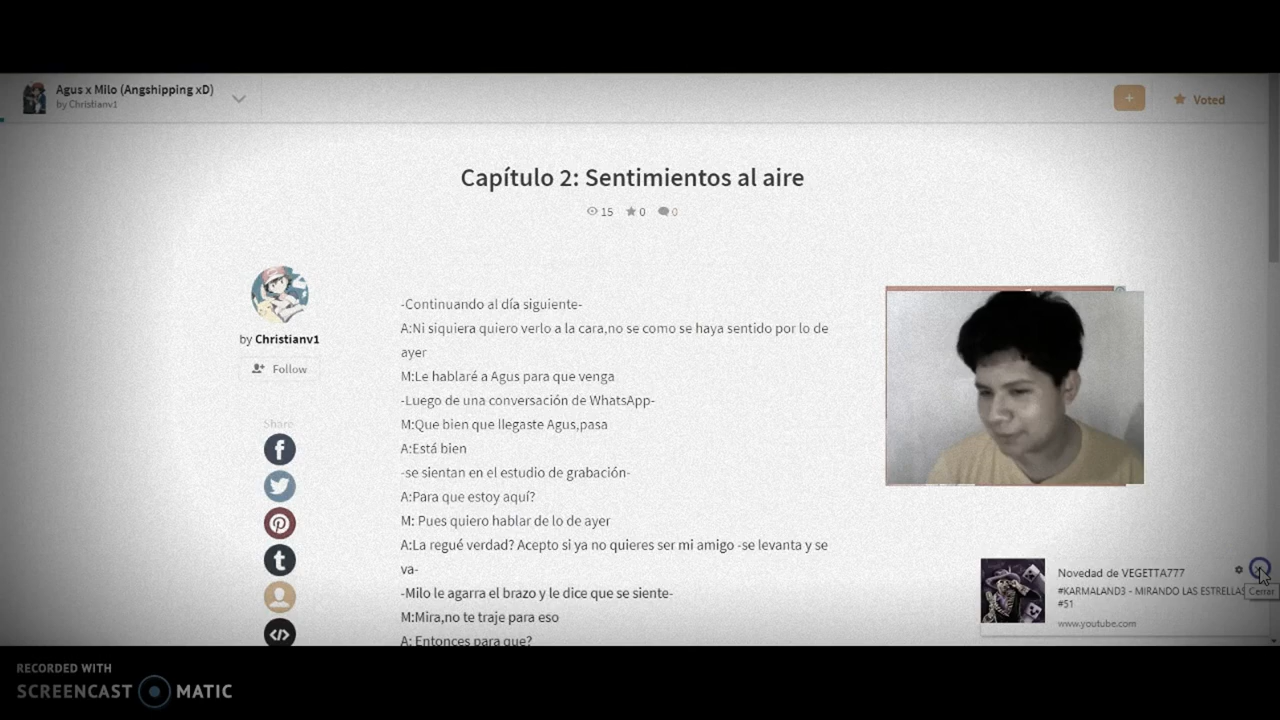 Agus x Milo (Angshipping xD)
by Christianv1
+
Voted
Capítulo 2: Sentimientos al aire
15 0 0
by Christianv1
Follow
Share
-Continuando al día siguiente-
A:Ni siquiera quiero verlo a la cara,no se como se haya sentido por lo de
ayer
M:Le hablaré a Agus para que venga
-Luego de una conversación de WhatsApp-
M:Que bien que llegaste Agus,pasa
A:Está bien
-se sientan en el estudio de grabación-
A:Para que estoy aquí?
M: Pues quiero hablar de lo de ayer
A:La regué verdad? Acepto si ya no quieres ser mi amigo -se levanta y se
va-
-Milo le agarra el brazo y le dice que se siente-
M:Mira,no te traje para eso
A: Entonces para que?
Novedad de VEGETTA777
#KARMALAND3 - MIRANDO LAS ESTRELLAS
#51
www.youtube.com
Cerrar
RECORDED WITH
SCREENCAST MATIC